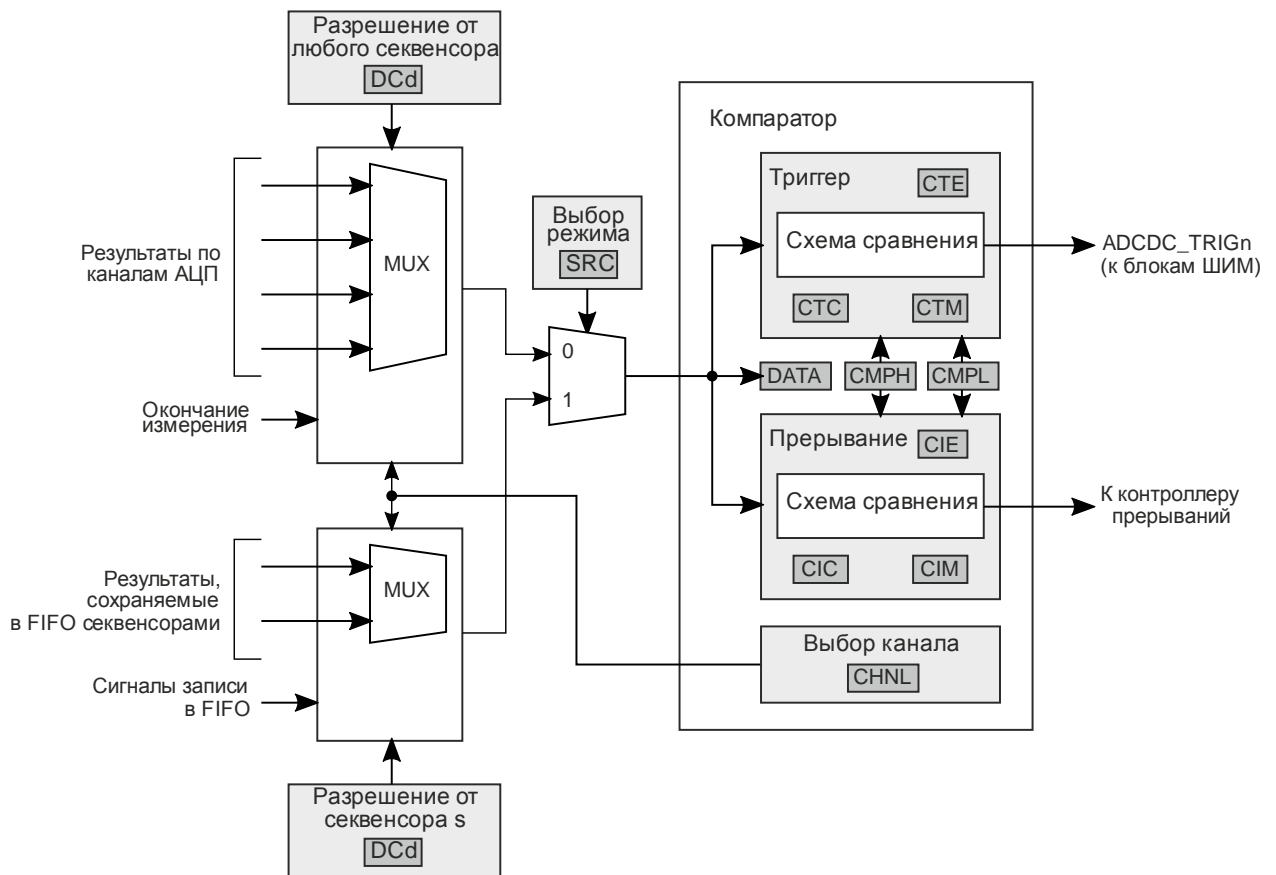 Разрешение от
любого секвенсора
DCd
Результаты по
каналам АЦП
MUX
Окончание
измерения
Выбор
режима
SRC
0
1
Компаратор
Триггер
CTE
Схема сравнения
CTC
CTM
ADCDC_TRIGn
(к блокам ШИМ)
DATA
CMPH
CMPL
Прерывание
CIE
Схема сравнения
CIC
CIM
К контроллеру
прерываний
Выбор канала
CHNL
Результаты,
сохраняемые
в FIFO секвенсорами
MUX
Сигналы записи
в FIFO
Разрешение от
секвенсора s
DCd